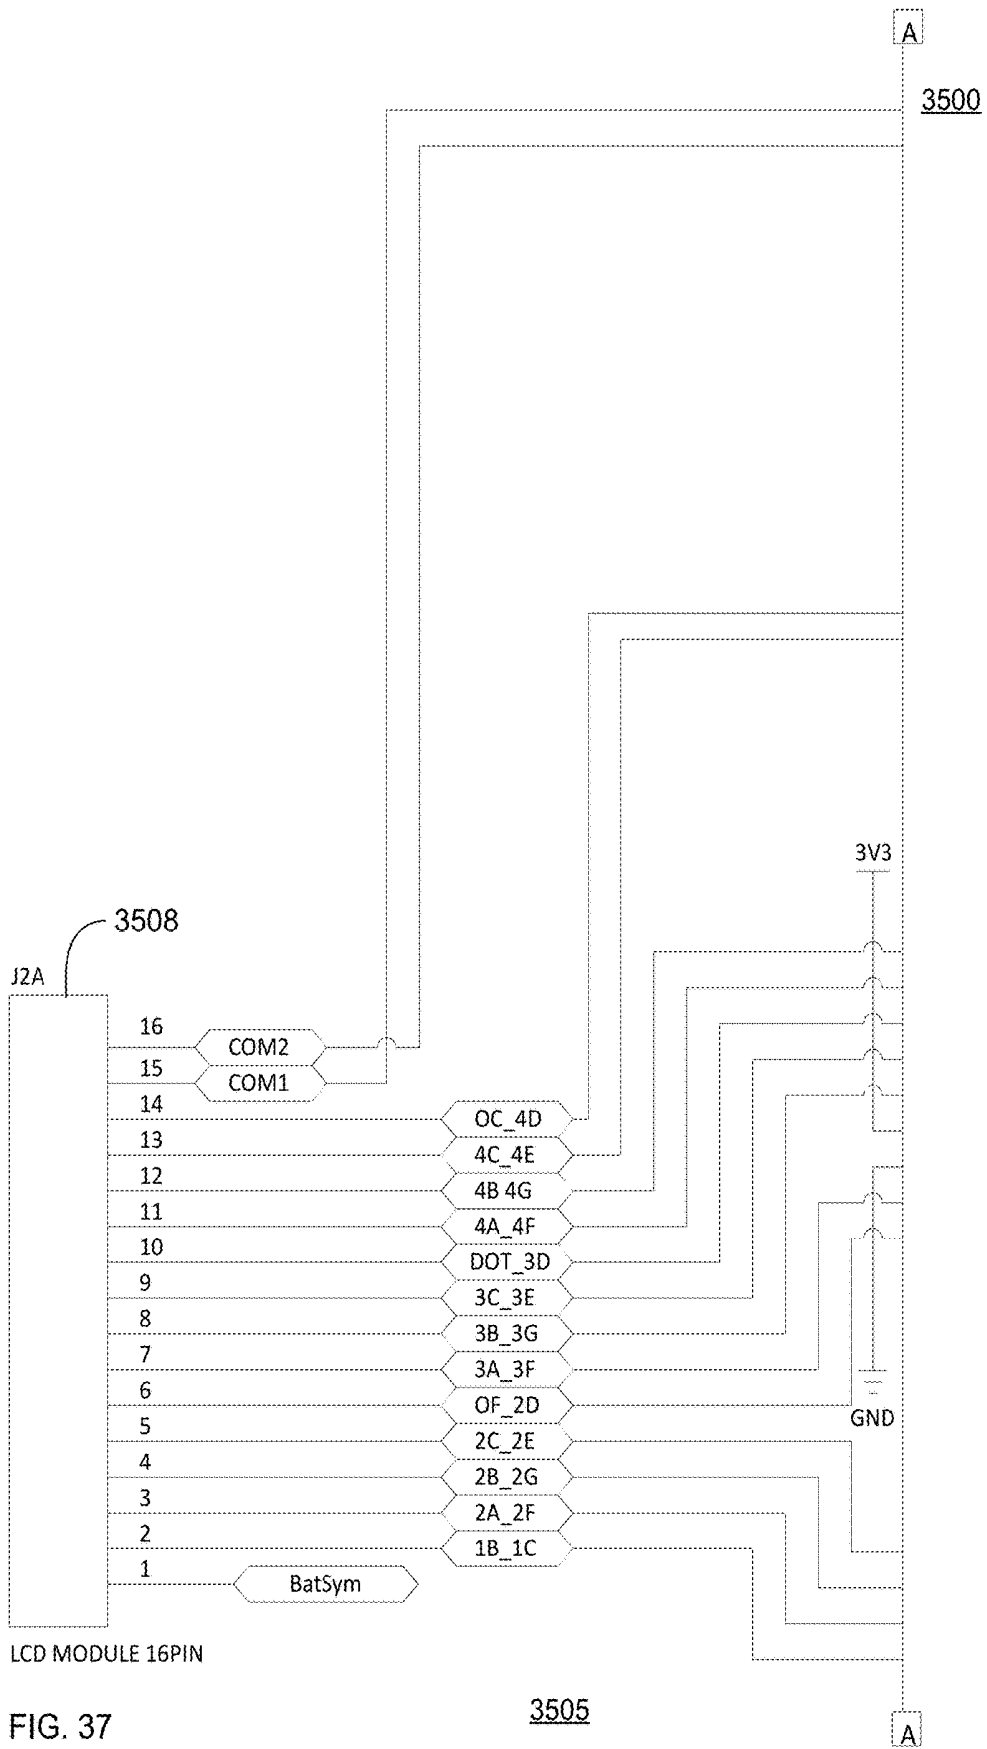 A
3500
3V3
3508
J2A
16
COM2
15
COM1
14
OC_4D
13
4C_4E
12
4B 4G
11
4A_4F
10
DOT_3D
9
3C_3E
8
3B_3G
7
3A_3F
6
OF_2D
GND
5
2C_2E
4
2B_2G
3
2A_2F
2
1B_1C
1
BatSym
LCD MODULE 16PIN
3505
FIG. 37
A